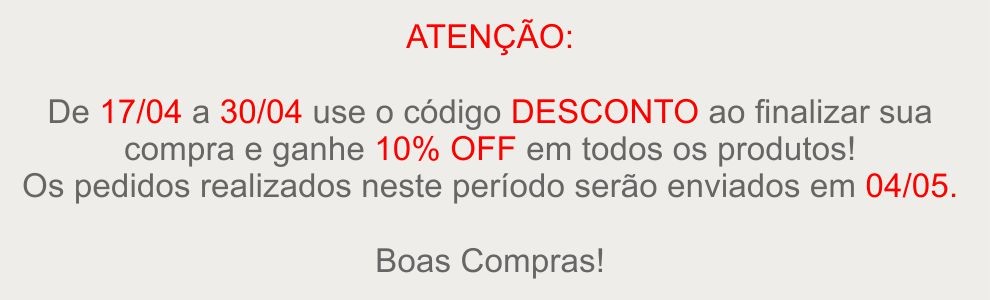 ATENÇÃO:
De 17/04 a 30/04 use o código DESCONTO ao finalizar sua
compra e ganhe 10% OFF em todos os produtos!
Os pedidos realizados neste período serão enviados em 04/05.
Boas Compras!